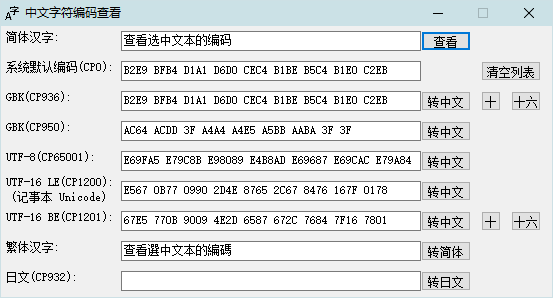 A字 中文字符编码查看
简体汉字: 查看选中文本的编码 查看
系统默认编码(CP0): B2E9 BFB4 D1A1 D6D0 CEC4 B1BE B5C4 B1E0 C2EB 清空列表
GBK(CP936): B2E9 BFB4 D1A1 D6D0 CEC4 B1BE B5C4 B1E0 C2EB 转中文 十 十六
GBK(CP950): AC64 ACDD 3F A4A4 A4E5 A5BB AABA 3F 3F 转中文
UTF-8(CP65001): E69FA5 E79C8B E98089 E4B8AD E69687 E69CAC E79A84 转中文
UTF-16 LE(CP1200): E567 0B77 0990 2D4E 8765 2C67 8476 167F 0178 转中文
(记事本 Unicode)
UTF-16 BE(CP1201): 67E5 770B 9009 4E2D 6587 672C 7684 7F16 7801 转中文 十 十六
繁体汉字: 查看選中文本的編碼 转简体
日文(CP932): 转日文